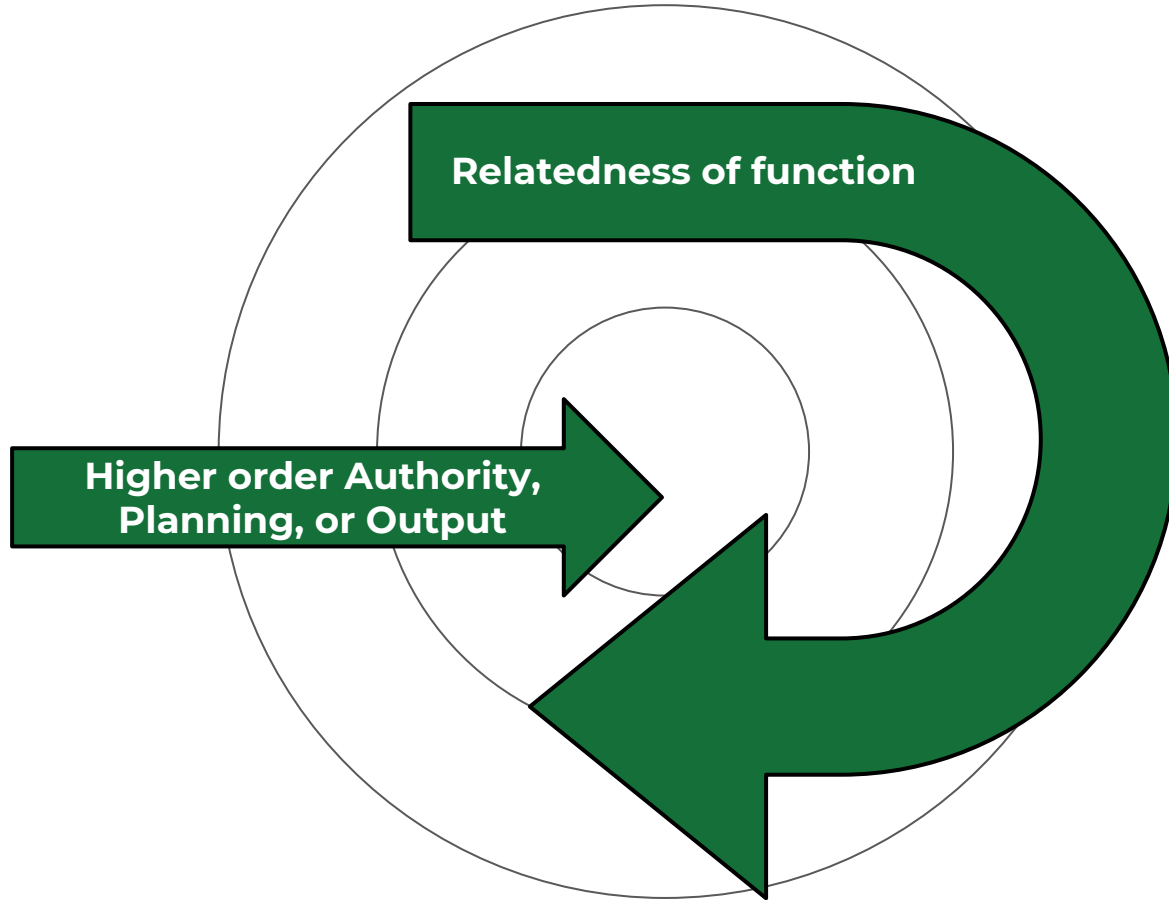 Relatedness of function
Higher order Authority,
Planning, or Output